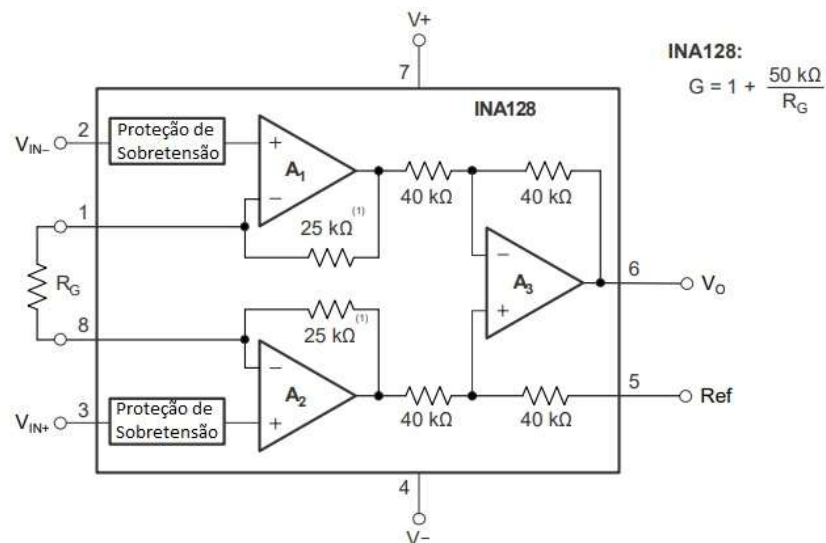 V+
7
INA128:
G = 1 + 50 kΩ / R_G
INA128
V_IN– 2 Proteção de
Sobretensão
+
A₁
–
40 kΩ
40 kΩ
1
25 kΩ (1)
–
A₃
+
6
V_O
R_G
8
25 kΩ (1)
–
A₂
+
V_IN+ 3 Proteção de
Sobretensão
40 kΩ
40 kΩ
5
Ref
4
V–